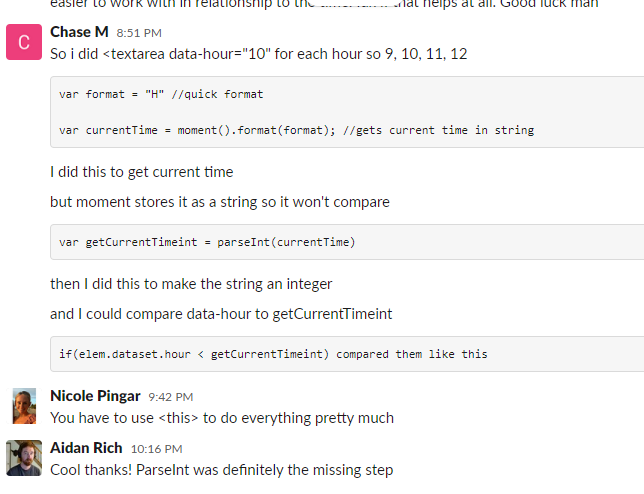 easier to work with in relationship to the that helps at all. Good luck man
C
Chase M 8:51 PM
So i did <textarea data-hour="10" for each hour so 9, 10, 11, 12
var format = "H" //quick format
var currentTime = moment().format(format); //gets current time in string
I did this to get current time
but moment stores it as a string so it won't compare
var getCurrentTimeint = parseInt(currentTime)
then I did this to make the string an integer
and I could compare data-hour to getCurrentTimeint
if(elem.dataset.hour < getCurrentTimeint) compared them like this
Nicole Pingar 9:42 PM
You have to use <this> to do everything pretty much
Aidan Rich 10:16 PM
Cool thanks! ParseInt was definitely the missing step